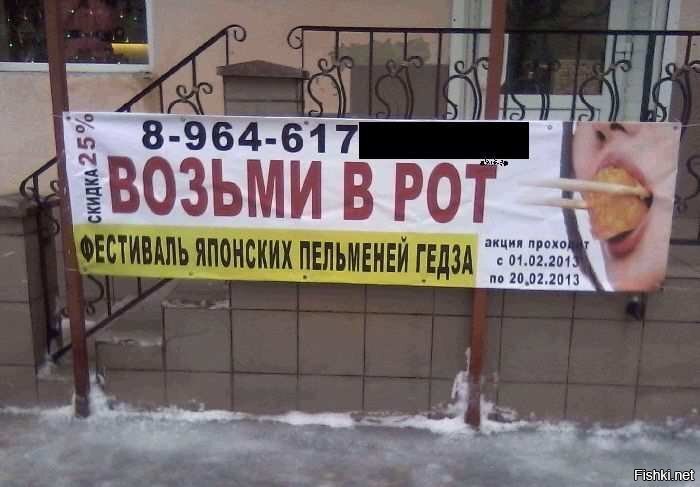 СКИДКА 25%
8-964-617
ВОЗЬМИ В РОТ
ФЕСТИВАЛЬ ЯПОНСКИХ ПЕЛЬМЕНЕЙ ГЕДЗА
акция проходит
с 01.02.2013
по 20.02.2013
Fishki.net